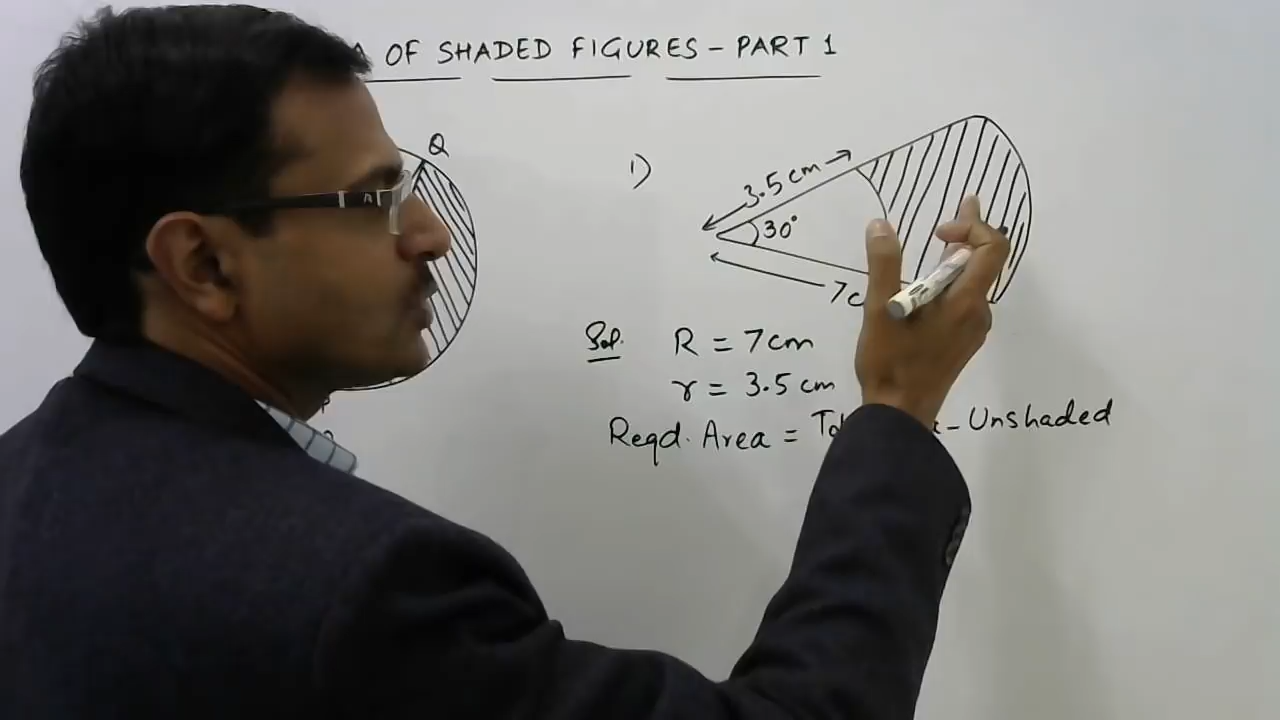 OF SHADED FIGURES - PART 1
Q
1)
3.5 cm
30°
Sol. R = 7cm
r = 3.5 cm
Reqd. Area = - Unshaded